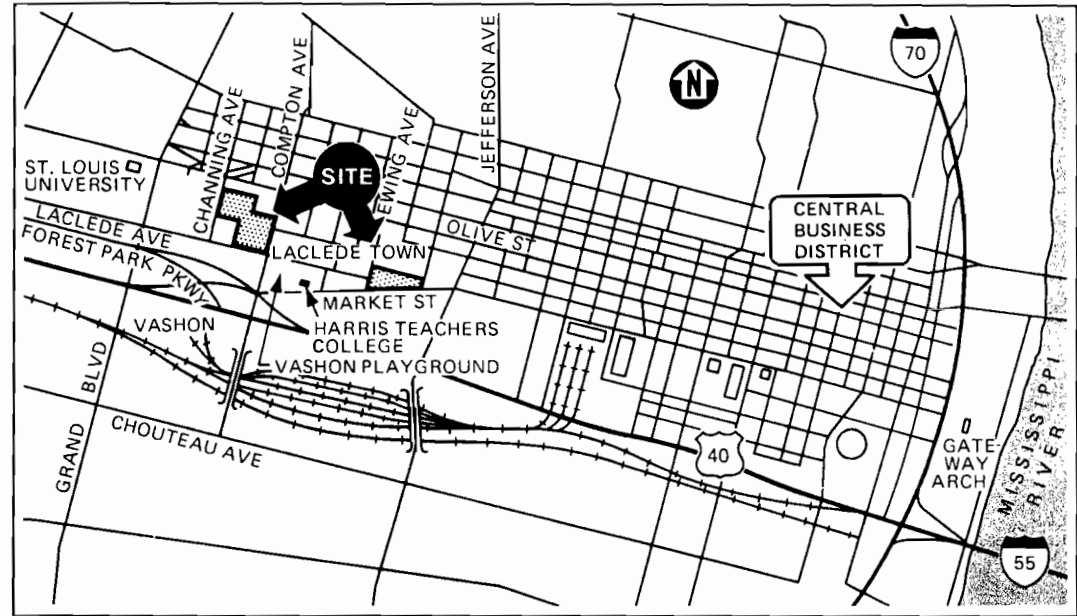 70
N
CHANNING AVE
COMPTON AVE
EWING AVE
JEFFERSON AVE
ST. LOUIS
UNIVERSITY
SITE
OLIVE ST
CENTRAL
BUSINESS
DISTRICT
LACLEDE AVE
FOREST PARK PKWY
LACLEDE TOWN
MARKET ST
HARRIS TEACHERS
COLLEGE
VASHON
VASHON PLAYGROUND
GRAND BLVD
CHOUTEAU AVE
40
GATE
WAY
ARCH
MISSISSIPPI
RIVER
55